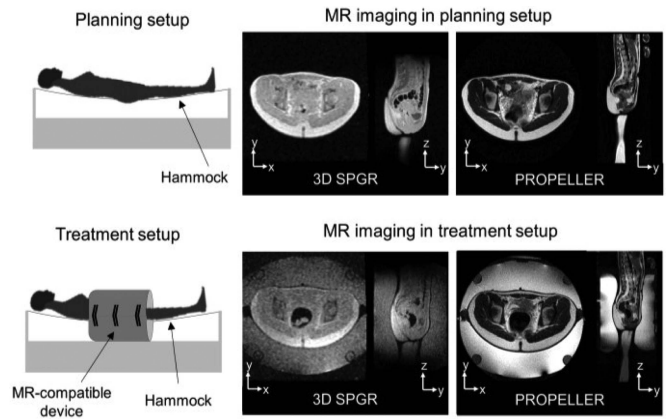 Planning setup
MR imaging in planning setup
Hammock
y
x
3D SPGR
z
y
y
x
PROPELLER
z
y
Treatment setup
MR imaging in treatment setup
MR-compatible
device
Hammock
y
x
3D SPGR
z
y
y
x
PROPELLER
z
y